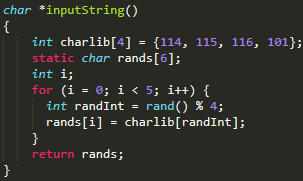 char *inputString()
{
    int charlib[4] = {114, 115, 116, 101};
    static char rands[6];
    int i;
    for (i = 0; i < 5; i++) {
      int randInt = rand() % 4;
      rands[i] = charlib[randInt];
    }
    return rands;
}